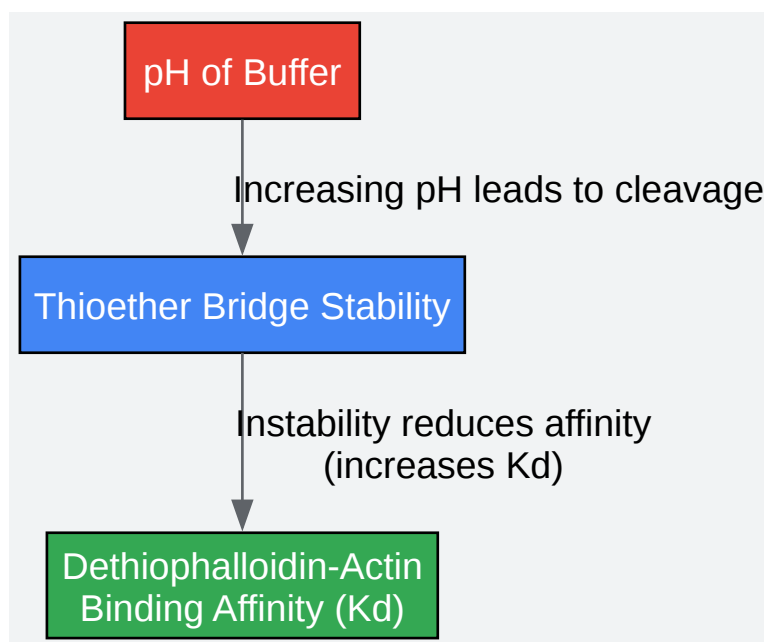 pH of Buffer
Increasing pH leads to cleavage
Thioether Bridge Stability
Instability reduces affinity
(increases Kd)
Dethiophalloidin-Actin
Binding Affinity (Kd)